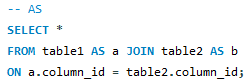 -- AS
SELECT *
FROM table1 AS a JOIN table2 AS b
ON a.column_id = table2.column_id;